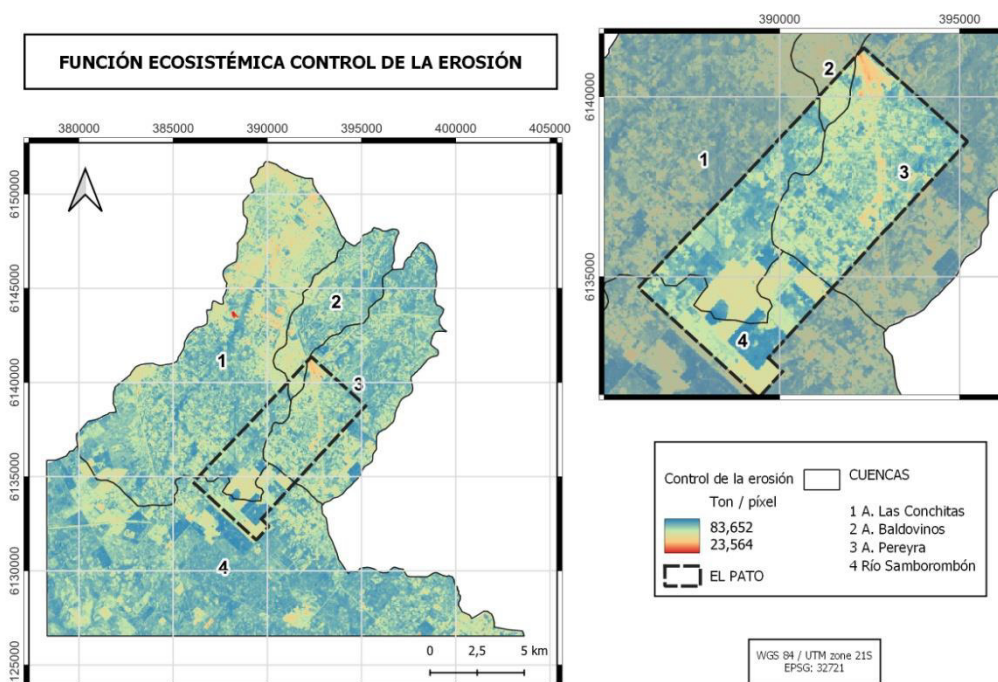 FUNCIÓN ECOSISTÉMICA CONTROL DE LA EROSIÓN
380000 385000 390000 395000 400000 405000
6150000
6145000
6140000
6135000
6130000
125000
1
2
3
4
0 2,5 5 km
390000 395000
6140000
6135000
1
2
3
4
Control de la erosión
Ton / píxel
83,652
23,564
EL PATO
CUENCAS
1 A. Las Conchitas
2 A. Baldovinos
3 A. Pereyra
4 Río Samborombón
WGS 84 / UTM zone 21S
EPSG: 32721